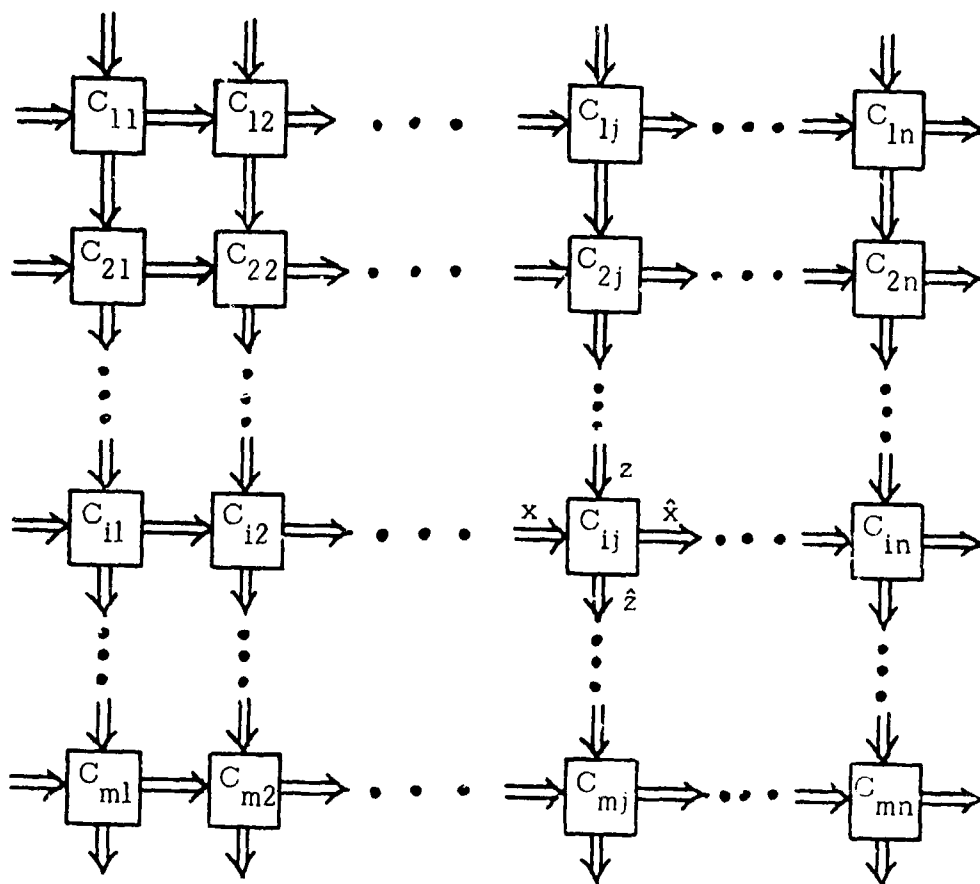 C11 C12 C1j C1n
C21 C22 C2j C2n
z
x x̂
Ci1 Ci2 Cij Cin
ẑ
Cm1 Cm2 Cmj Cmn